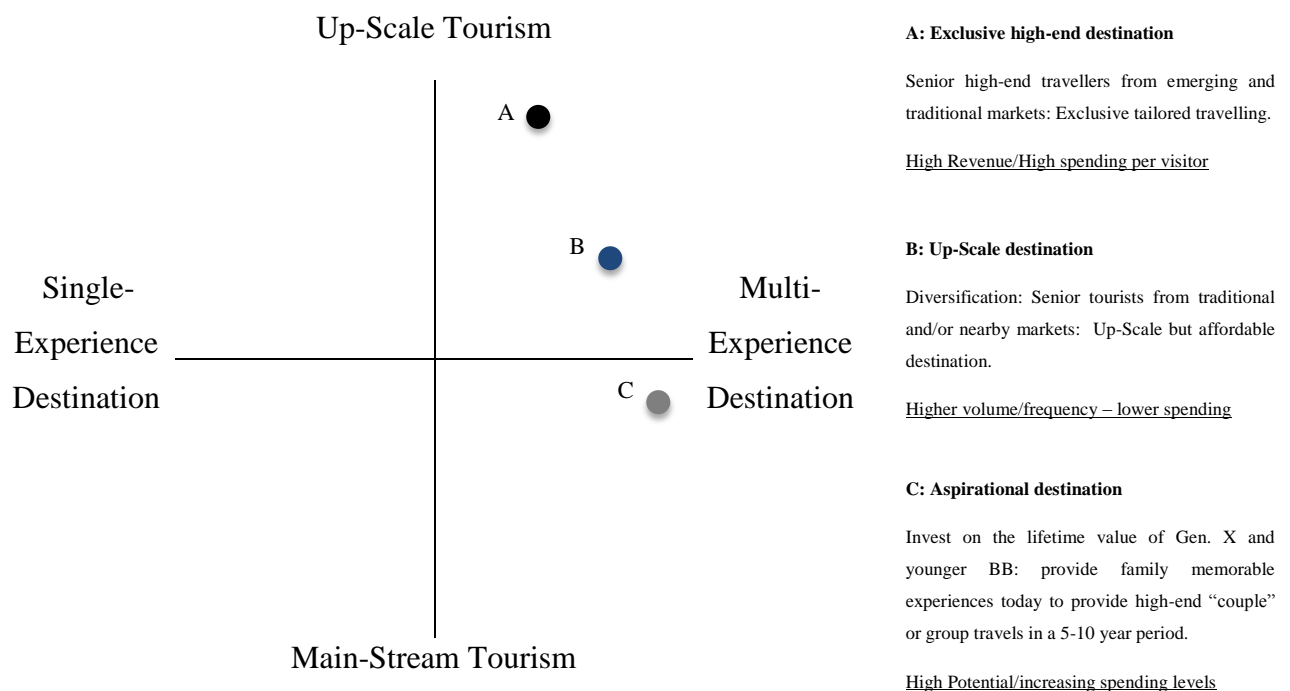 Up-Scale Tourism
A
B
Single-
Experience
Destination
Multi-
Experience
Destination
C
Main-Stream Tourism
A: Exclusive high-end destination
Senior high-end travellers from emerging and
traditional markets: Exclusive tailored travelling.
High Revenue/High spending per visitor
B: Up-Scale destination
Diversification: Senior tourists from traditional
and/or nearby markets: Up-Scale but affordable
destination.
Higher volume/frequency – lower spending
C: Aspirational destination
Invest on the lifetime value of Gen. X and
younger BB: provide family memorable
experiences today to provide high-end “couple”
or group travels in a 5-10 year period.
High Potential/increasing spending levels